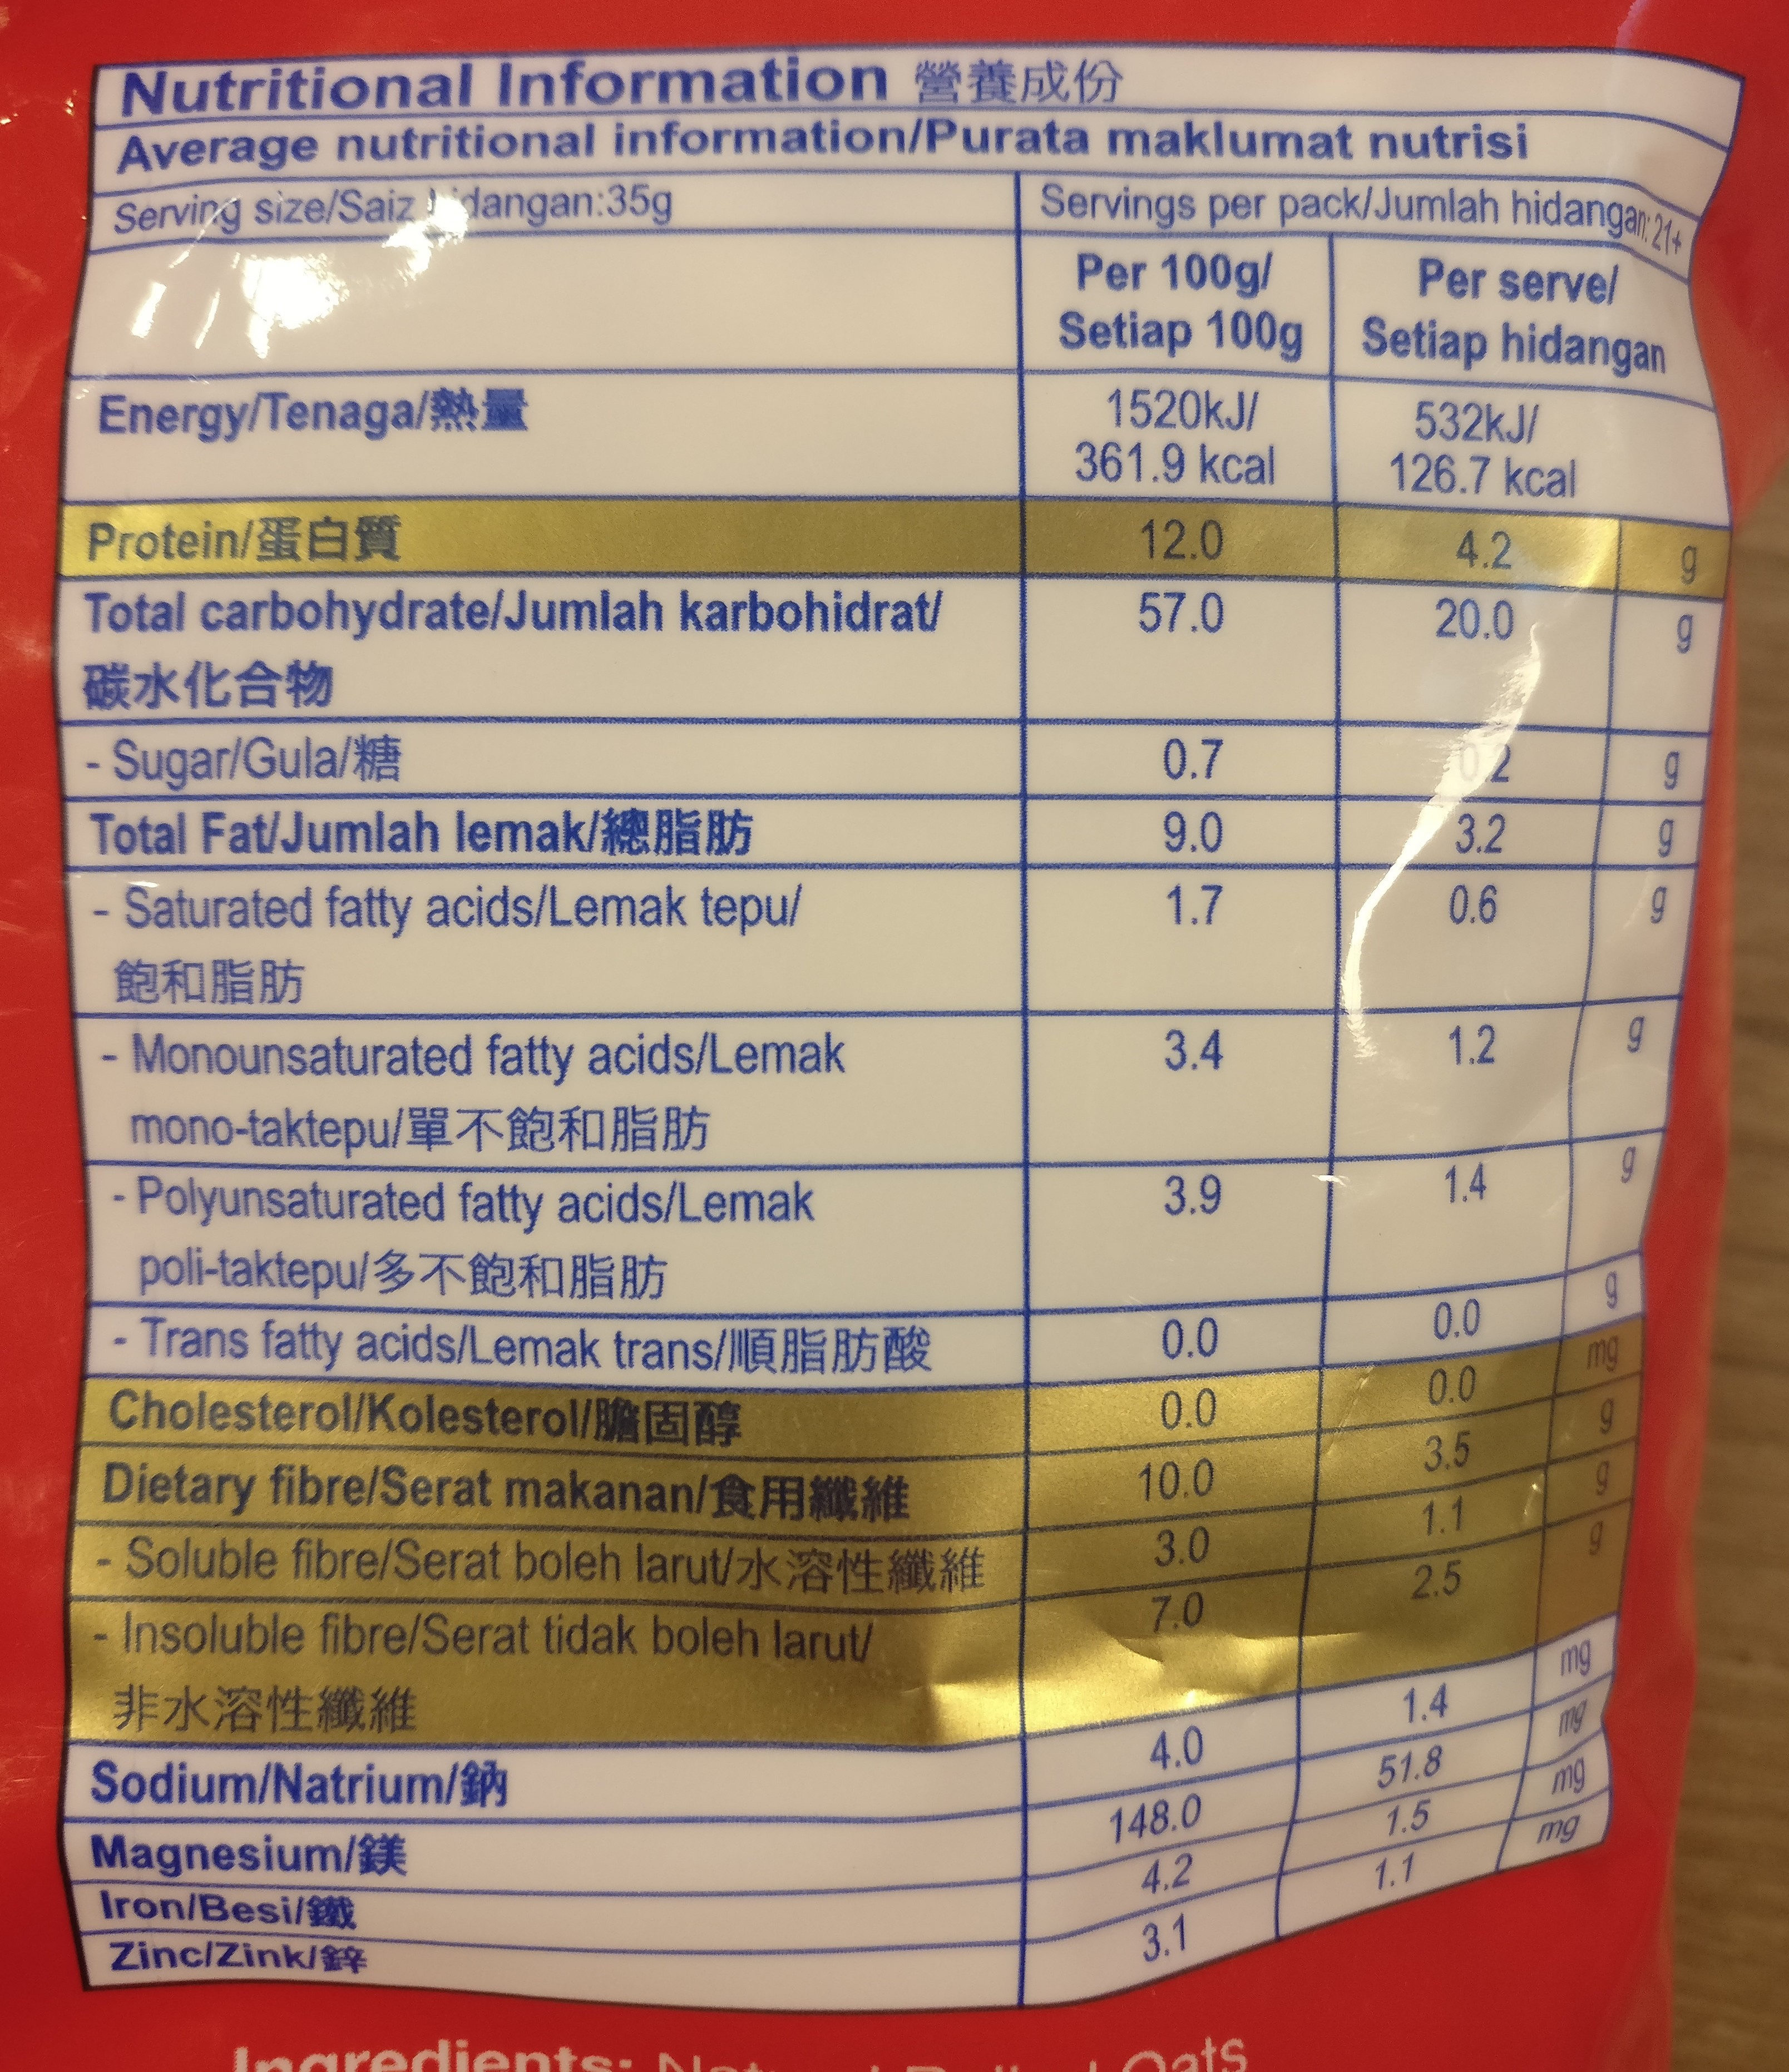 Nutritional Information 營養成份
Average nutritional information/Purata maklumat nutrisi
Serving size/Saiz hidangan:35g Servings per pack/Jumlah hidangan: 21+
Per 100g/ Per serve/
Setiap 100g Setiap hidangan
Energy/Tenaga/熱量 1520kJ/ 532kJ/
361.9 kcal 126.7 kcal
Protein/蛋白質 12.0 4.2 g
Total carbohydrate/Jumlah karbohidrat/ 57.0 20.0 g
碳水化合物
- Sugar/Gula/糖 0.7 0.2 g
Total Fat/Jumlah lemak/總脂肪 9.0 3.2 g
- Saturated fatty acids/Lemak tepu/ 1.7 0.6 g
飽和脂肪
- Monounsaturated fatty acids/Lemak 3.4 1.2 g
mono-taktepu/單不飽和脂肪
- Polyunsaturated fatty acids/Lemak 3.9 1.4 g
poli-taktepu/多不飽和脂肪
- Trans fatty acids/Lemak trans/順脂肪酸 0.0 0.0 g
Cholesterol/Kolesterol/膽固醇 0.0 0.0 mg
Dietary fibre/Serat makanan/食用纖維 10.0 3.5 g
- Soluble fibre/Serat boleh larut/水溶性纖維 3.0 1.1 g
- Insoluble fibre/Serat tidak boleh larut/ 7.0 2.5 g
非水溶性纖維
Sodium/Natrium/鈉 4.0 1.4 mg
Magnesium/鎂 148.0 51.8 mg
Iron/Besi/鐵 4.2 1.5 mg
Zinc/Zink/鋅 3.1 1.1 mg
Ingredients: Oats